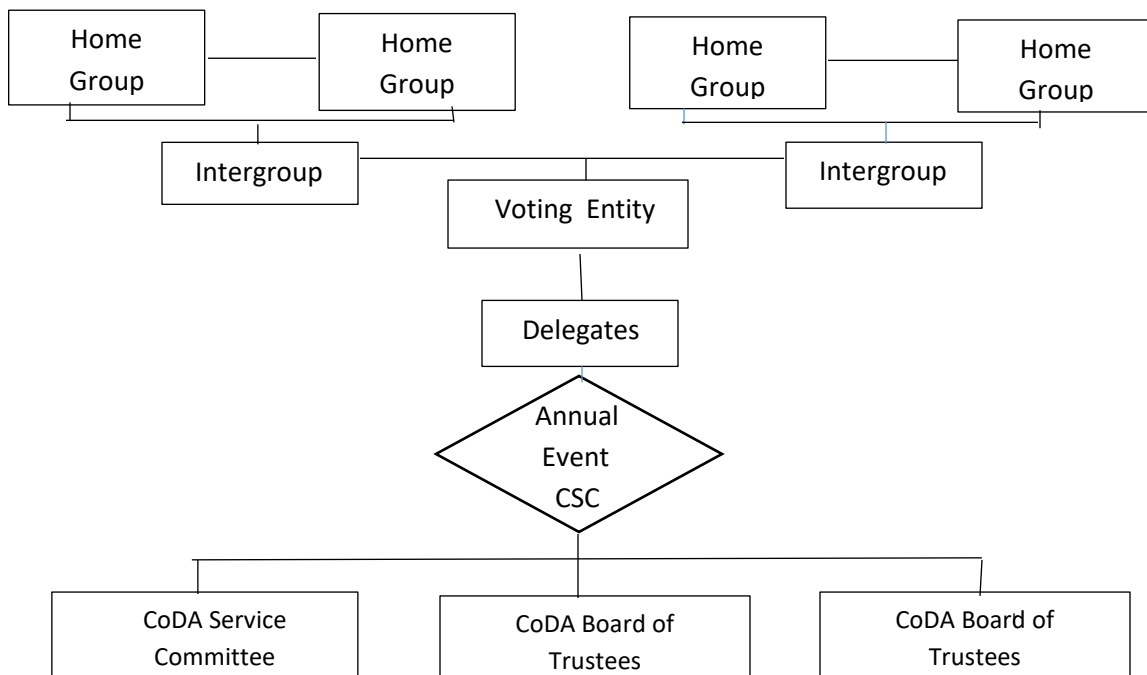 Home
Group
Home
Group
Home
Group
Home
Group
Intergroup
Intergroup
Voting Entity
Delegates
Annual
Event
CSC
CoDA Service
Committee
CoDA Board of
Trustees
CoDA Board of
Trustees